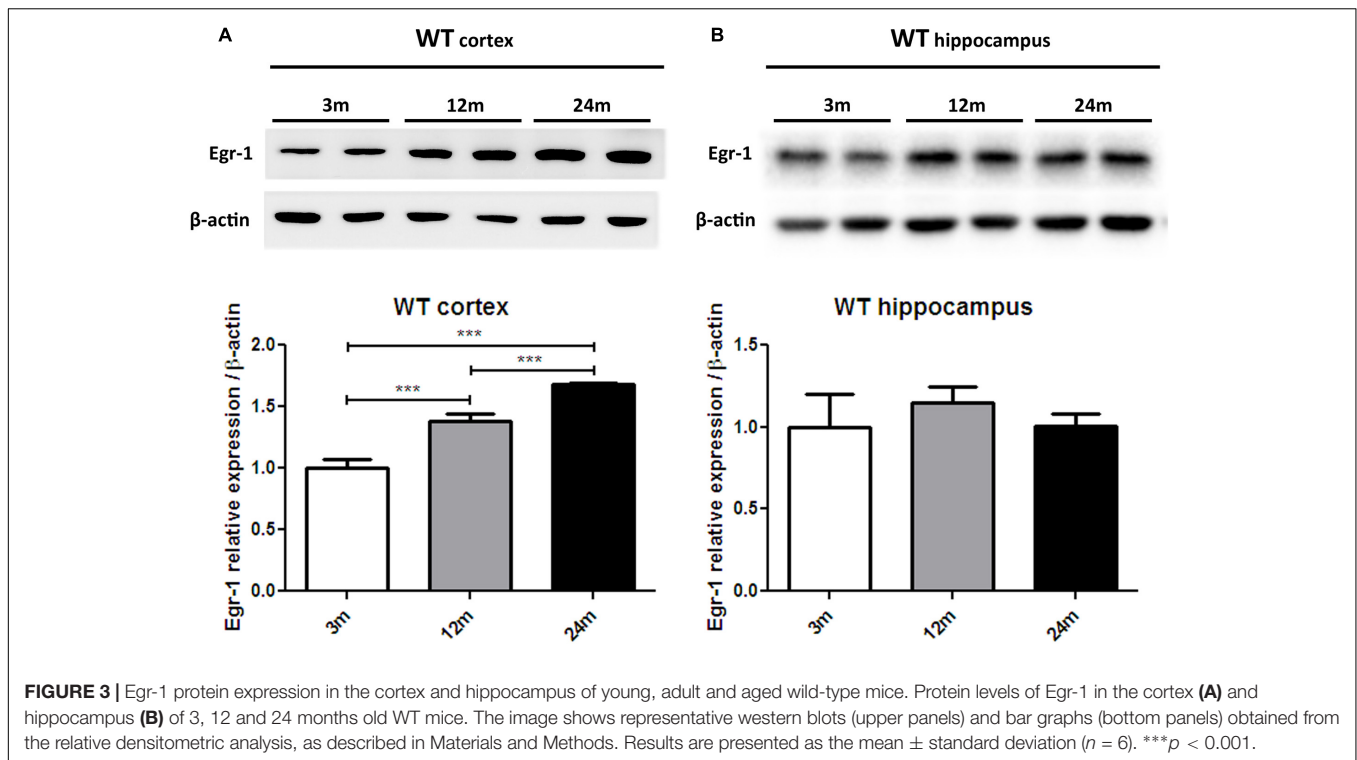 A
WT cortex
3m 12m 24m
Egr-1
β-actin
WT cortex
Egr-1 relative expression / β-actin
2.0
1.5
1.0
0.5
0.0
***
***
***
3m
12m
24m
B
WT hippocampus
3m 12m 24m
Egr-1
β-actin
WT hippocampus
Egr-1 relative expression / β-actin
1.5
1.0
0.5
0.0
3m
12m
24m
FIGURE 3 | Egr-1 protein expression in the cortex and hippocampus of young, adult and aged wild-type mice. Protein levels of Egr-1 in the cortex (A) and
hippocampus (B) of 3, 12 and 24 months old WT mice. The image shows representative western blots (upper panels) and bar graphs (bottom panels) obtained from
the relative densitometric analysis, as described in Materials and Methods. Results are presented as the mean ± standard deviation (n = 6). ***p < 0.001.